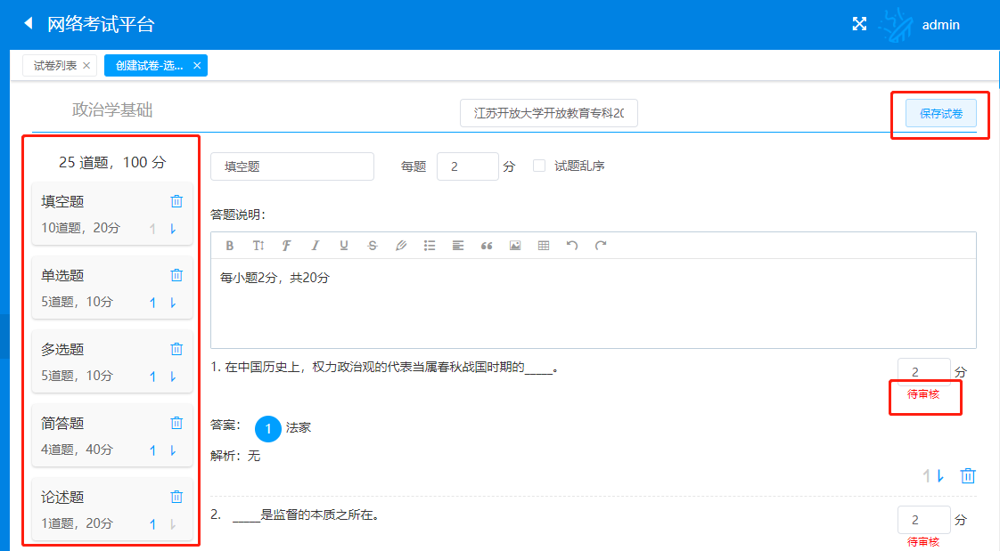 网络考试平台
admin
试卷列表 ×
创建试卷-选... ×
政治学基础
江苏开放大学开放教育专科20
保存试卷
25 道题，100 分
填空题
10道题，20分
单选题
5道题，10分
多选题
5道题，10分
简答题
4道题，40分
论述题
1道题，20分
填空题
每题 2 分 试题乱序
答题说明：
每小题2分，共20分
1. 在中国历史上，权力政治观的代表当属春秋战国时期的_____。
2 分
待审核
答案： 1 法家
解析：无
2. _____是监督的本质之所在。
2 分
待审核